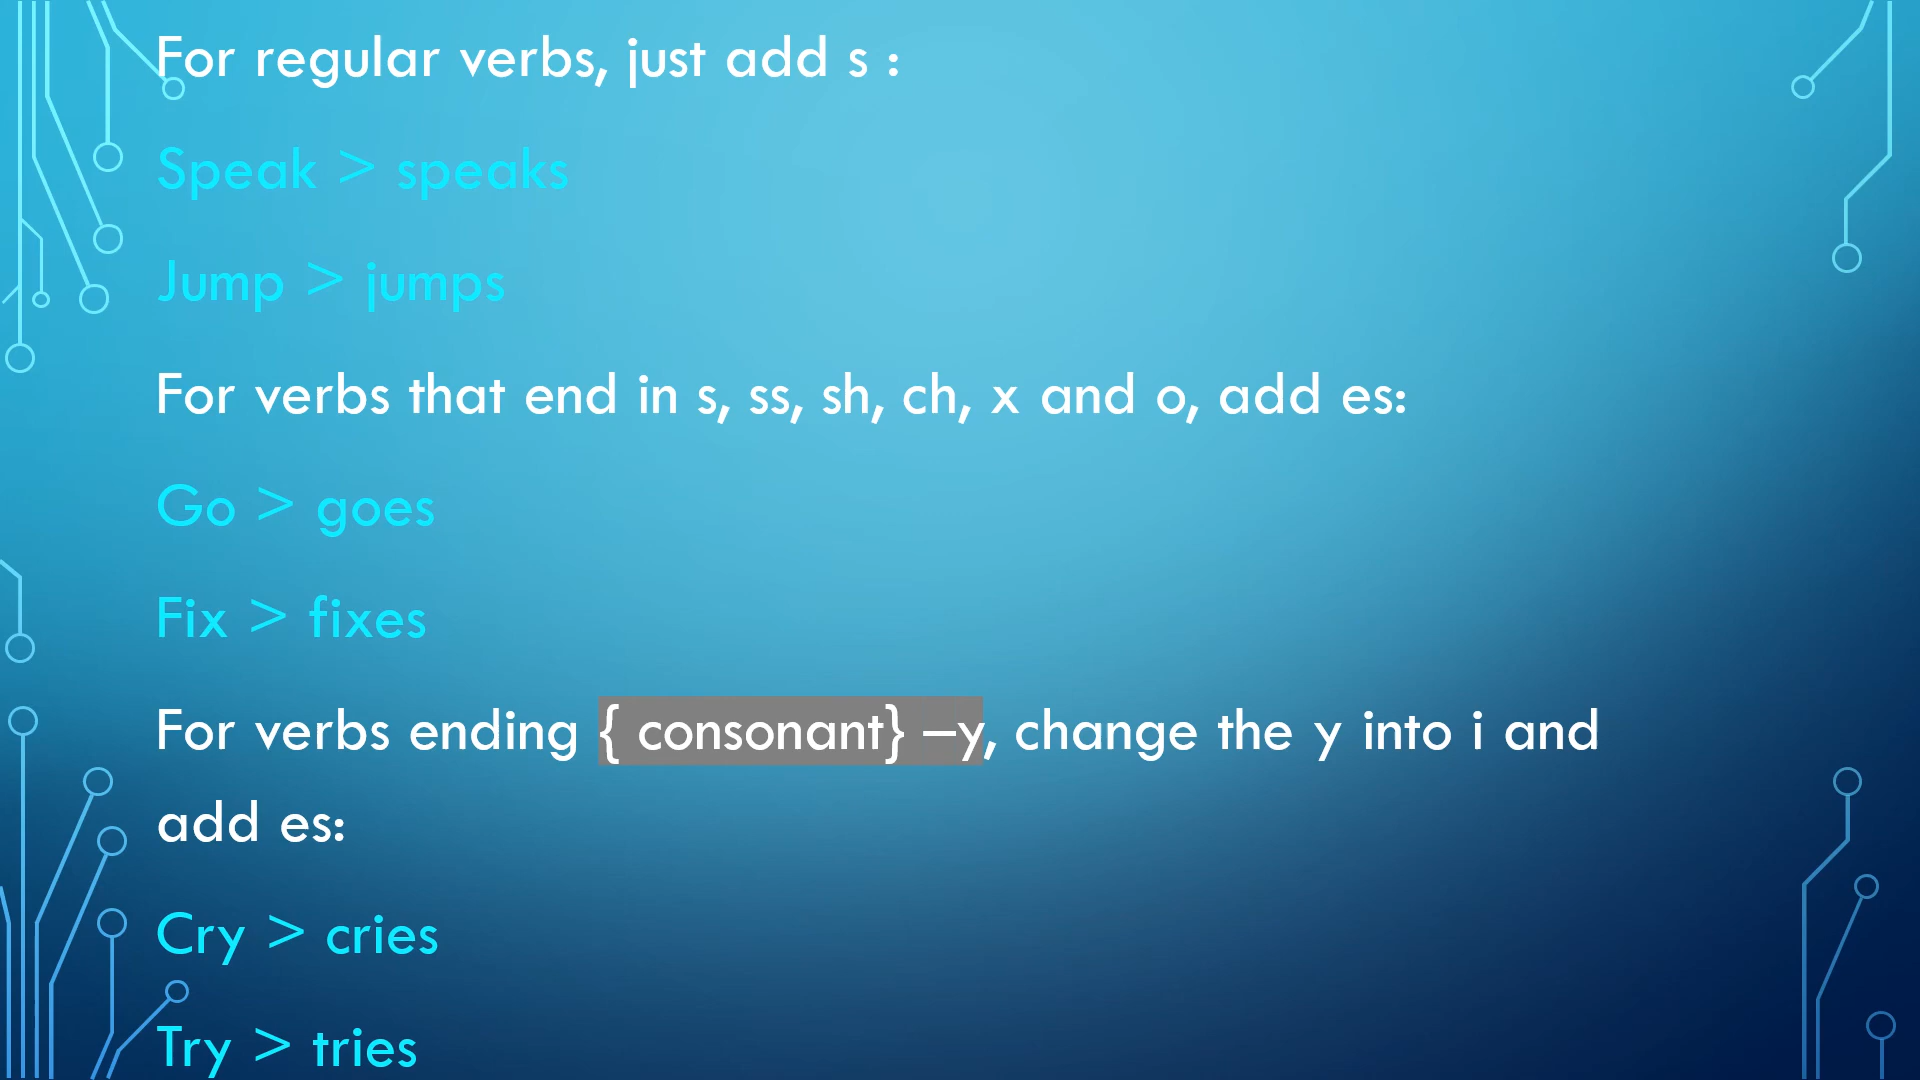 For regular verbs, just add s :
Speak > speaks
Jump > jumps
For verbs that end in s, ss, sh, ch, x and o, add es:
Go > goes
Fix > fixes
For verbs ending { consonant} –y, change the y into i and
add es:
Cry > cries
Try > tries